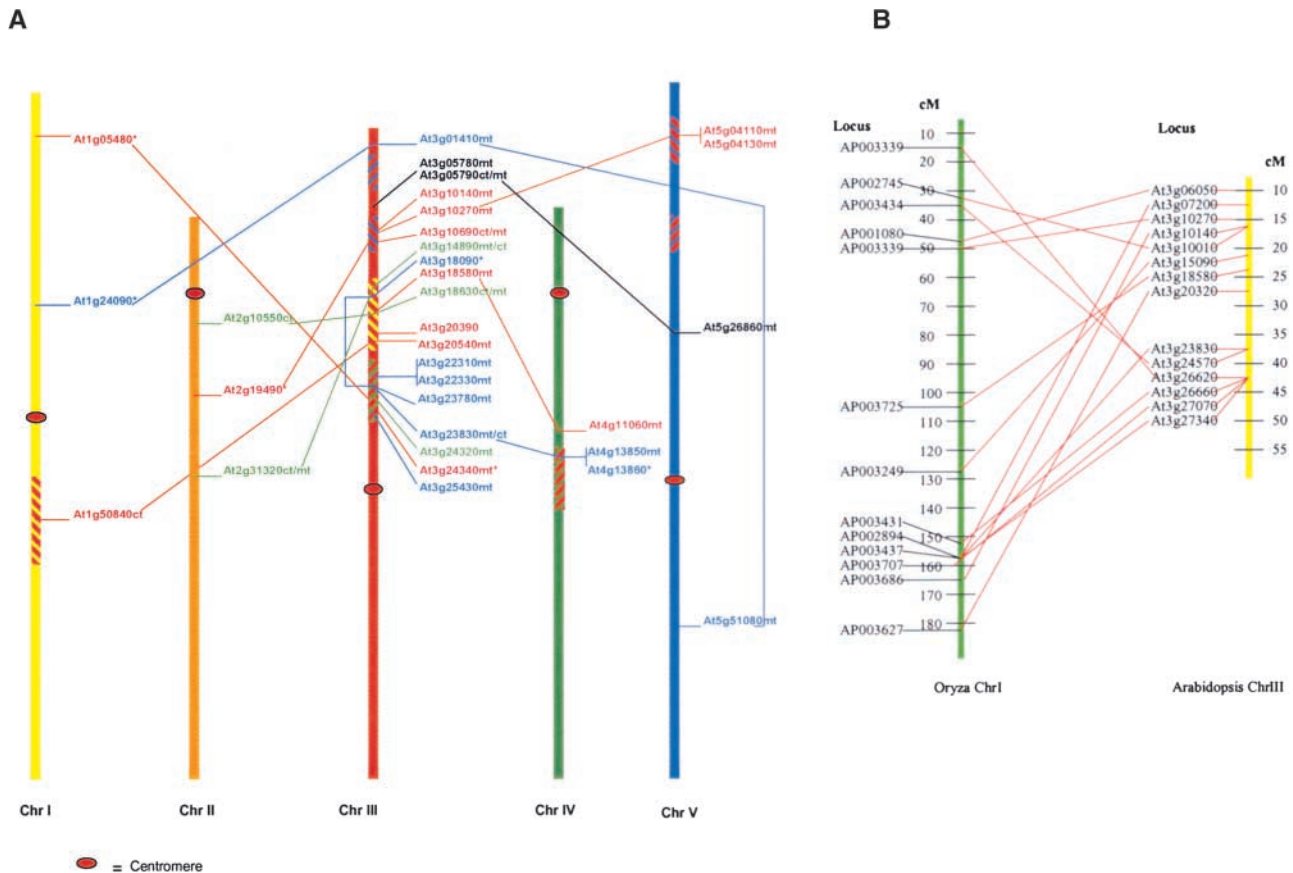 A
At1g05480*
At1g24090*
At1g50840ct
At2g10550ct
At2g19490*
At2g31320ct/mt
At3g01410mt
At3g05780mt
At3g05790ct/mt
At3g10140mt
At3g10270mt
At3g10690ct/mt
At3g14890mt/ct
At3g18090*
At3g18580mt
At3g18630ct/mt
At3g20390
At3g20540mt
At3g22310mt
At3g22330mt
At3g23780mt
At3g23830mt/ct
At3g24320mt
At3g24340mt*
At3g25430mt
At4g11060mt
At4g13850mt
At4g13860*
At5g04110mt
At5g04130mt
At5g26860mt
At5g51080mt
Chr I
Chr II
Chr III
Chr IV
Chr V
= Centromere
B
cM
Locus
AP003339
AP002745
AP003434
AP001080
AP003339
AP003725
AP003249
AP003431
AP002894
AP003437
AP003707
AP003686
AP003627
10
20
30
40
50
60
70
80
90
100
110
120
130
140
150
160
170
180
Oryza ChrI
Locus
cM
At3g06050
At3g07200
At3g10270
At3g10140
At3g10010
At3g15090
At3g18580
At3g20320
At3g23830
At3g24570
At3g26620
At3g26660
At3g27070
At3g27340
10
15
20
25
30
35
40
45
50
55
Arabidopsis ChrIII